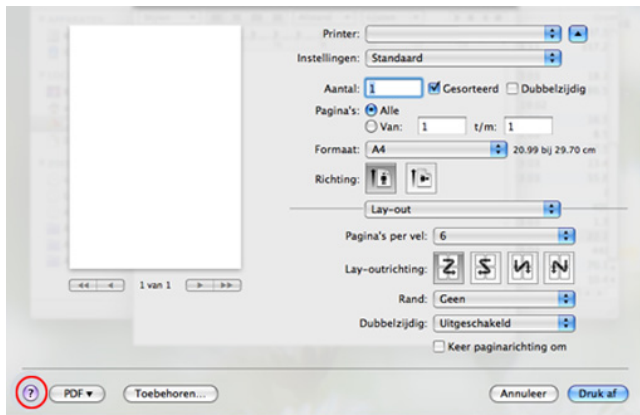 Printer:
Instellingen: Standaard
Aantal: 1 Gesorteerd Dubbelzijdig
Pagina's: Alle
Van: 1 t/m: 1
Formaat: A4 20.99 bij 29.70 cm
Richting:
Lay-out
Pagina's per vel: 6
Lay-outrichting:
1 van 1
Rand: Geen
Dubbelzijdig: Uitgeschakeld
Keer paginarichting om
? PDF ▾ Toebehoren... Annuleer Druk af